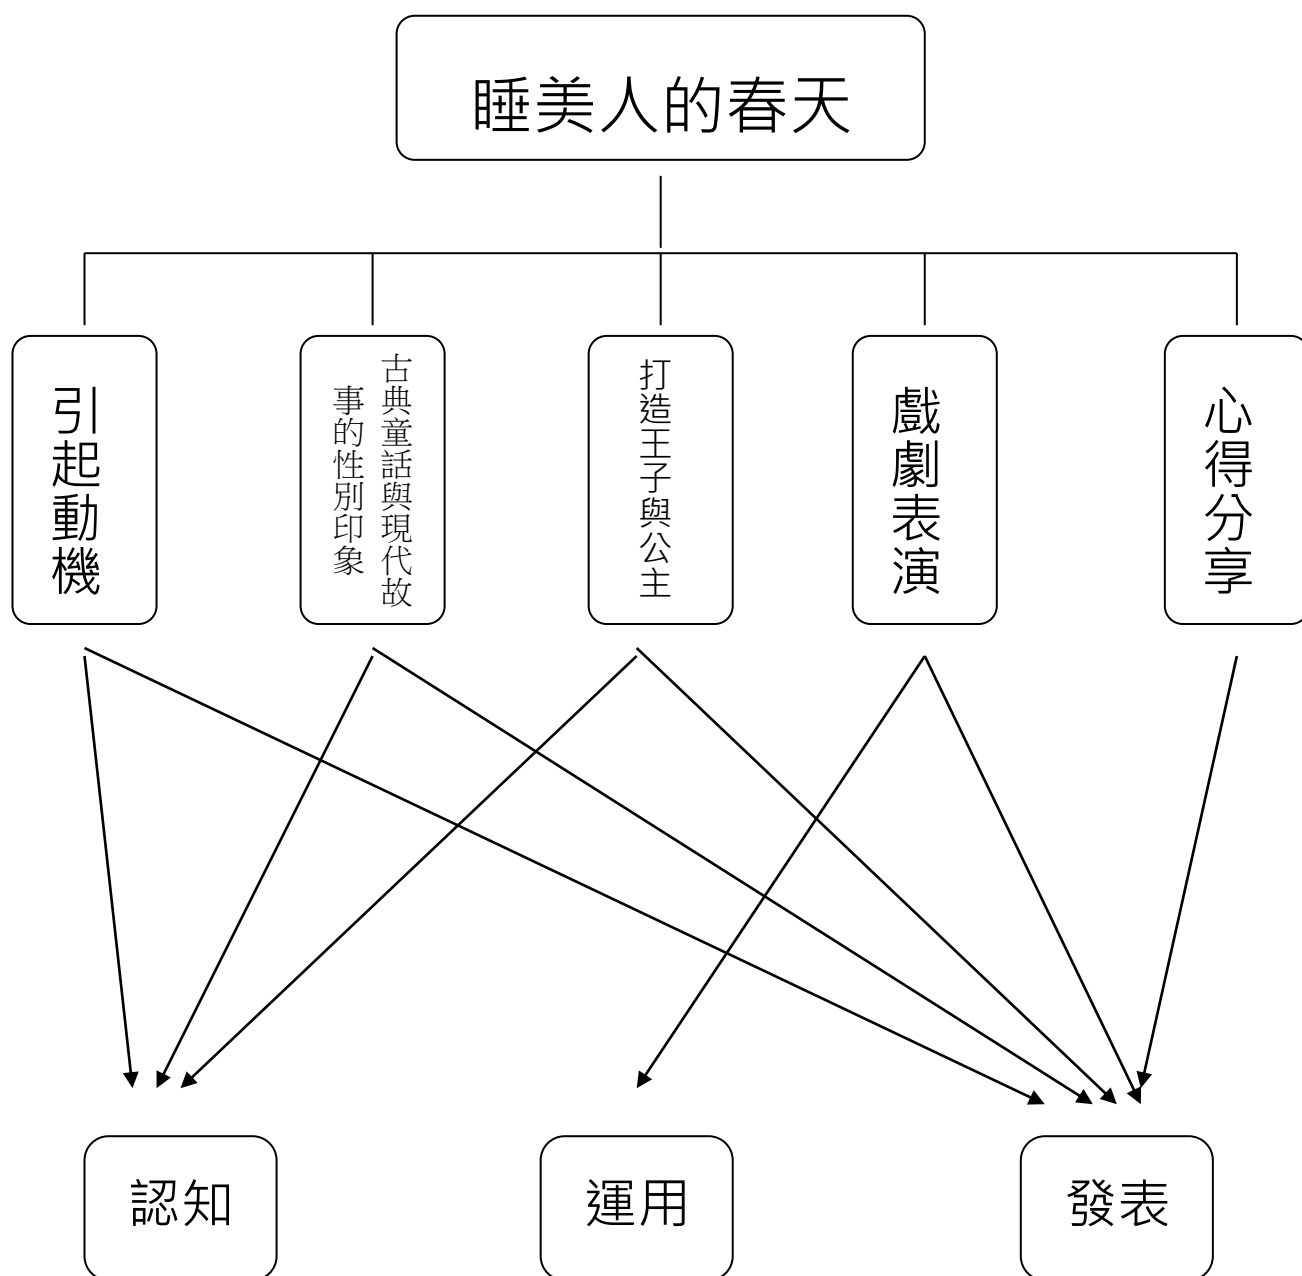 睡美人的春天
引起動機
古典童話與現代故
事的性別印象
打造王子與公主
戲劇表演
心得分享
認知
運用
發表